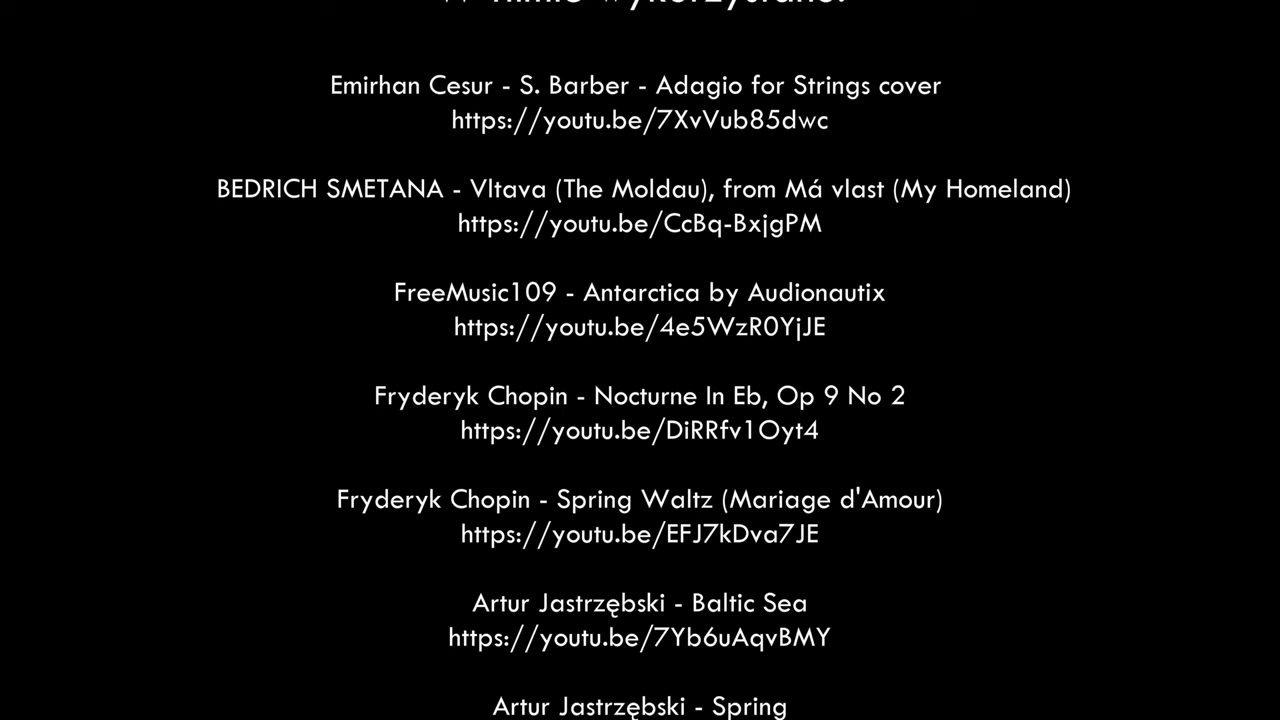 W filmie wykorzystano:
Emirhan Cesur - S. Barber - Adagio for Strings cover
https://youtu.be/7XvVub85dwc
BEDRICH SMETANA - Vltava (The Moldau), from Má vlast (My Homeland)
https://youtu.be/CcBq-BxjgPM
FreeMusic109 - Antarctica by Audionautix
https://youtu.be/4e5WzR0YjJE
Fryderyk Chopin - Nocturne In Eb, Op 9 No 2
https://youtu.be/DiRRfv1Oyt4
Fryderyk Chopin - Spring Waltz (Mariage d'Amour)
https://youtu.be/EFJ7kDva7JE
Artur Jastrzębski - Baltic Sea
https://youtu.be/7Yb6uAqvBMY
Artur Jastrzębski - Spring